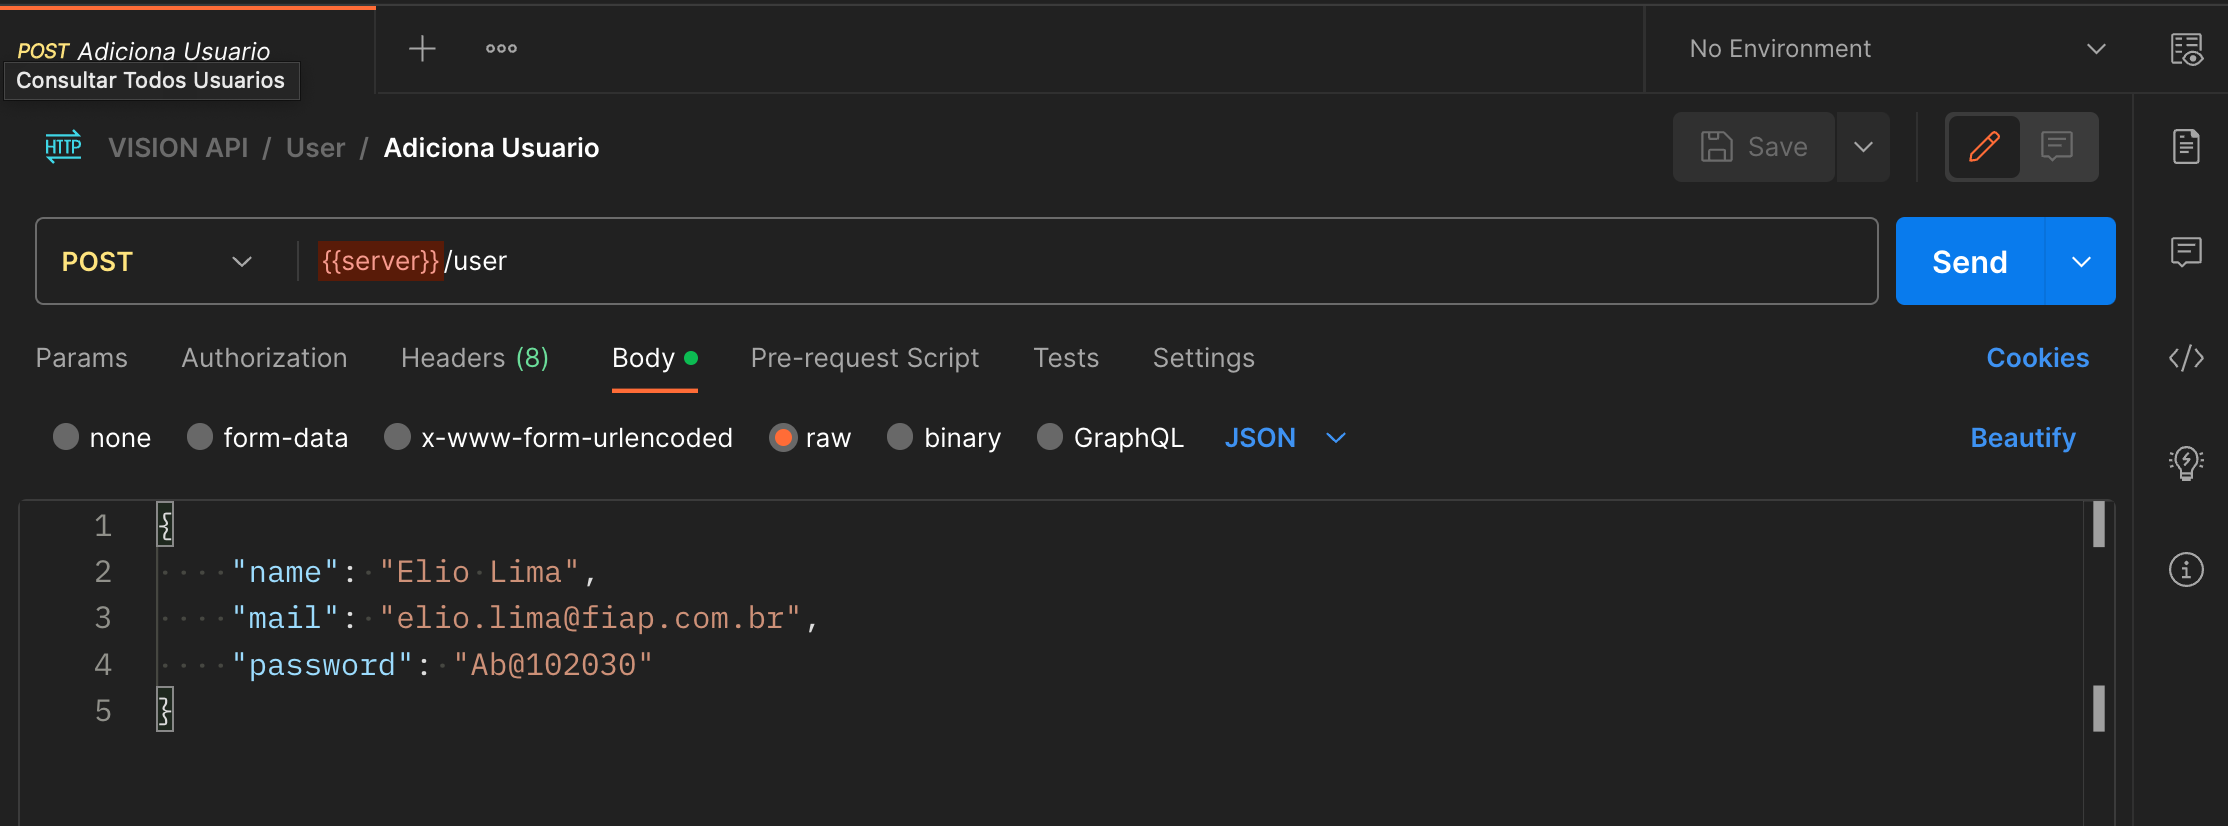 POST Adiciona Usuario
No Environment
Consultar Todos Usuarios
HTTP VISION API / User / Adiciona Usuario
Save
POST {{server}}/user
Send
Params Authorization Headers (8) Body Pre-request Script Tests Settings Cookies
none form-data x-www-form-urlencoded raw binary GraphQL JSON Beautify
1 {
2 "name": "Elio Lima",
3 "mail": "elio.lima@fiap.com.br",
4 "password": "Ab@102030"
5 }